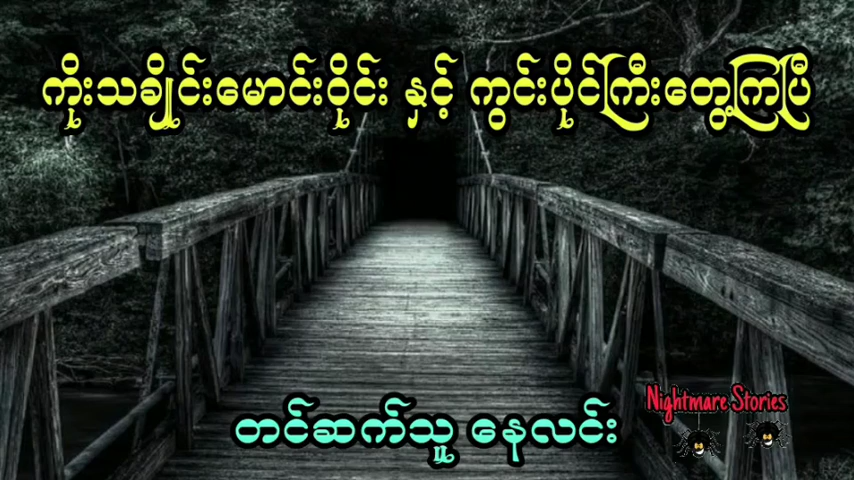 ကိုးသချိုင်းမောင်းဝိုင်း နှင့် ကွင်းပိုင်ကြီးတွေ့ကြပြီ
Nightmare Stories
တင်ဆက်သူ နေလင်း